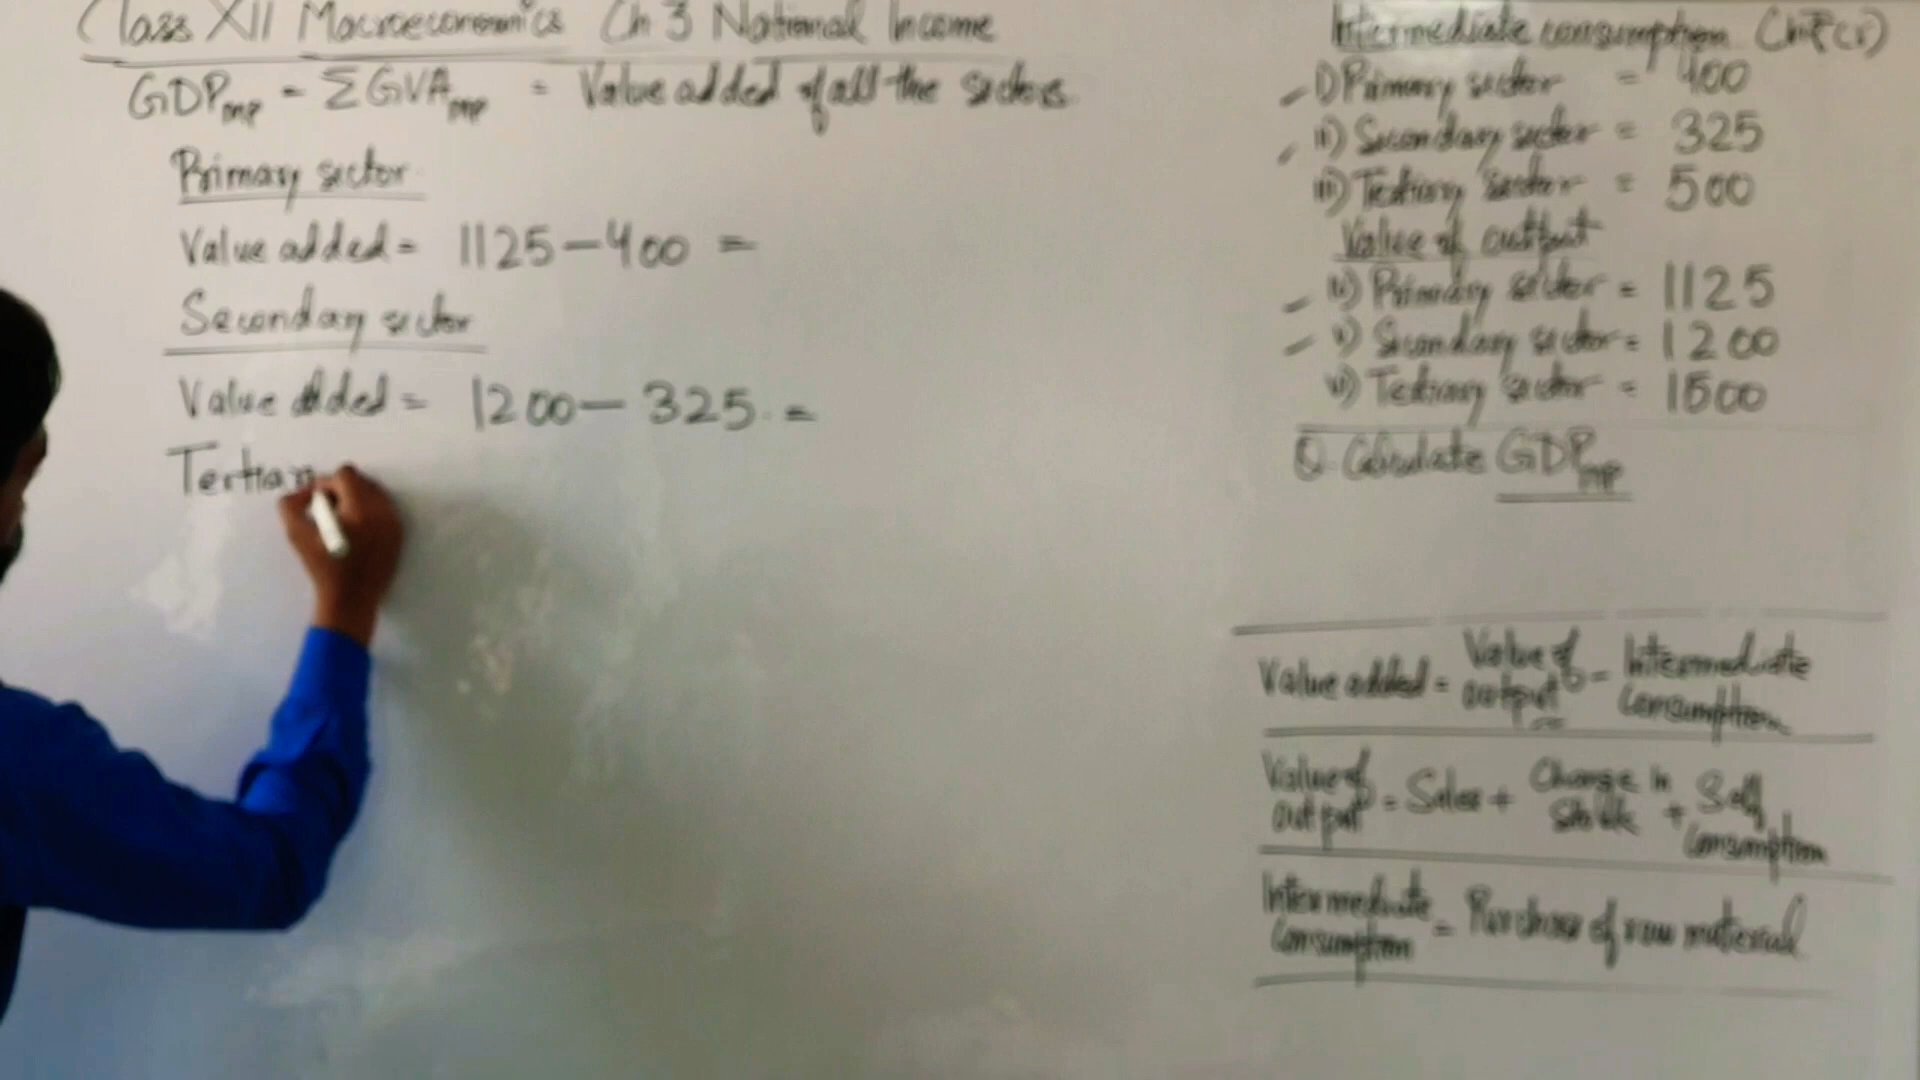 Class XII Macroeconomics Ch 3 National Income
GDPmp = ΣGVAmp = Value added of all the sectors
Primary sector
Value added = 1125 - 400 =
Secondary sector
Value added = 1200 - 325 =
Tertiar
Intermediate consumption (in ₹ Cr)
i) Primary sector = 400
ii) Secondary sector = 325
iii) Tertiary sector = 500
Value of output
iv) Primary sector = 1125
v) Secondary sector = 1200
vi) Tertiary sector = 1500
Q. Calculate GDPmp
Value added = Value of output - Intermediate consumption
Value of output = Sales + Change in stock + Self consumption
Intermediate consumption = Purchase of raw material